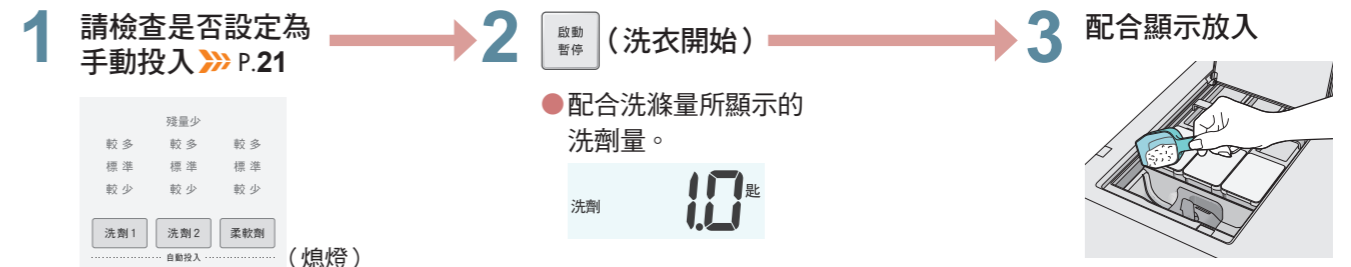 1 請檢查是否設定為
手動投入 P.21
殘量少
較多 較多 較多
標準 標準 標準
較少 較少 較少
洗劑1 洗劑2 柔軟劑
自動投入
（熄燈）
2 啟動
暫停
（洗衣開始）
●配合洗滌量所顯示的
洗劑量。
洗劑 1.0 匙
3 配合顯示放入